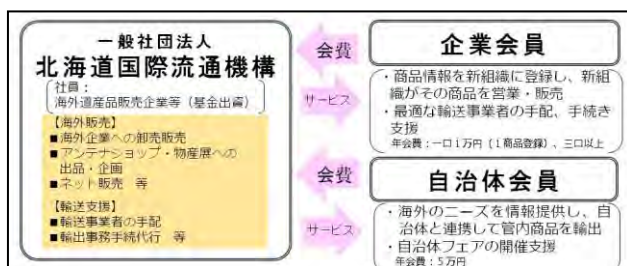 一般社団法人
北海道国際流通機構
社員：
海外道産品販売企業等（基金出資）
【海外販売】
■海外企業への卸売販売
■アンテナショップ・物産展への
出品・企画
■ネット販売 等
【輸送支援】
■輸送事業者の手配
■輸出事務手続代行 等
会費
サービス
会費
サービス
企業会員
・商品情報を新組織に登録し、新組
織がその商品を営業・販売
・最適な輸送事業者の手配、手続き
支援
年会費：一口1万円（1商品登録）、三口以上
自治体会員
・海外のニーズを情報提供し、自
治体と連携して管内商品を輸出
・自治体フェアの開催支援
年会費：5万円